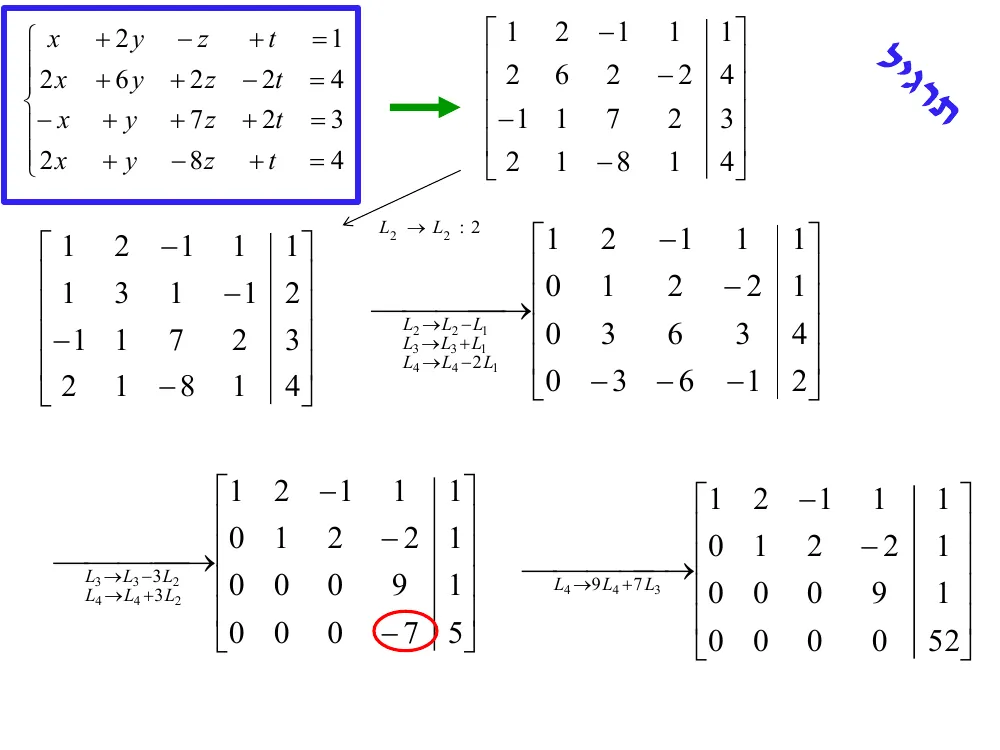 x + 2y − z + t = 1
2x + 6y + 2z − 2t = 4
− x + y + 7z + 2t = 3
2x + y − 8z + t = 4
1 2 −1 1 | 1
2 6 2 −2 | 4
−1 1 7 2 | 3
2 1 −8 1 | 4
תרגיל
L₂ → L₂ : 2
1 2 −1 1 | 1
1 3 1 −1 | 2
−1 1 7 2 | 3
2 1 −8 1 | 4
L₂→L₂−L₁
L₃→L₃+L₁
L₄→L₄−2L₁
1 2 −1 1 | 1
0 1 2 −2 | 1
0 3 6 3 | 4
0 −3 −6 −1 | 2
L₃→L₃−3L₂
L₄→L₄+3L₂
1 2 −1 1 | 1
0 1 2 −2 | 1
0 0 0 9 | 1
0 0 0 −7 | 5
L₄→9L₄+7L₃
1 2 −1 1 | 1
0 1 2 −2 | 1
0 0 0 9 | 1
0 0 0 0 | 52